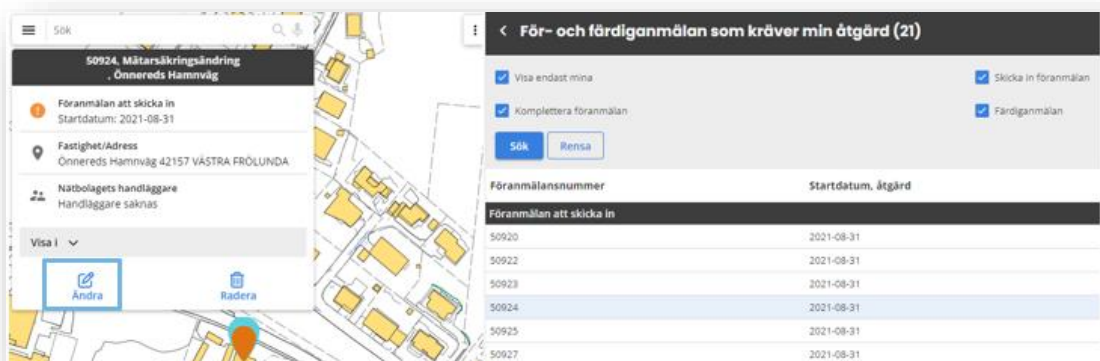 Sök
50924, Mätarsäkringsändring
, Önnereds Hamnväg
Föranmälan att skicka in
Startdatum: 2021-08-31
Fastighet/Adress
Önnereds Hamnväg 42157 VÄSTRA FRÖLUNDA
Nätbolagets handläggare
Handläggare saknas
Visa i
Ändra
Radera
För- och färdiganmälan som kräver min åtgärd (21)
Visa endast mina
Skicka in föranmälan
Komplettera föranmälan
Färdiganmälan
Sök
Rensa
Föranmälansnummer
Startdatum, åtgärd
Föranmälan att skicka in
50920 2021-08-31
50922 2021-08-31
50923 2021-08-31
50924 2021-08-31
50925 2021-08-31
50927 2021-08-31